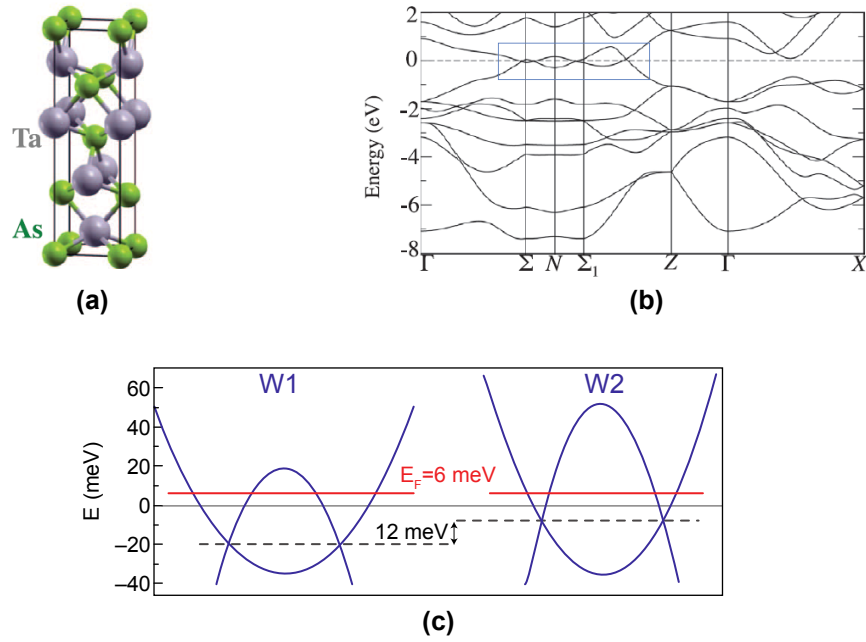 Ta
As
(a)
Energy (eV)
2
0
-2
-4
-6
-8
Γ Σ N Σ1 Z Γ X
(b)
E (meV)
60
40
20
0
−20
−40
W1 W2
EF=6 meV
12 meV
(c)